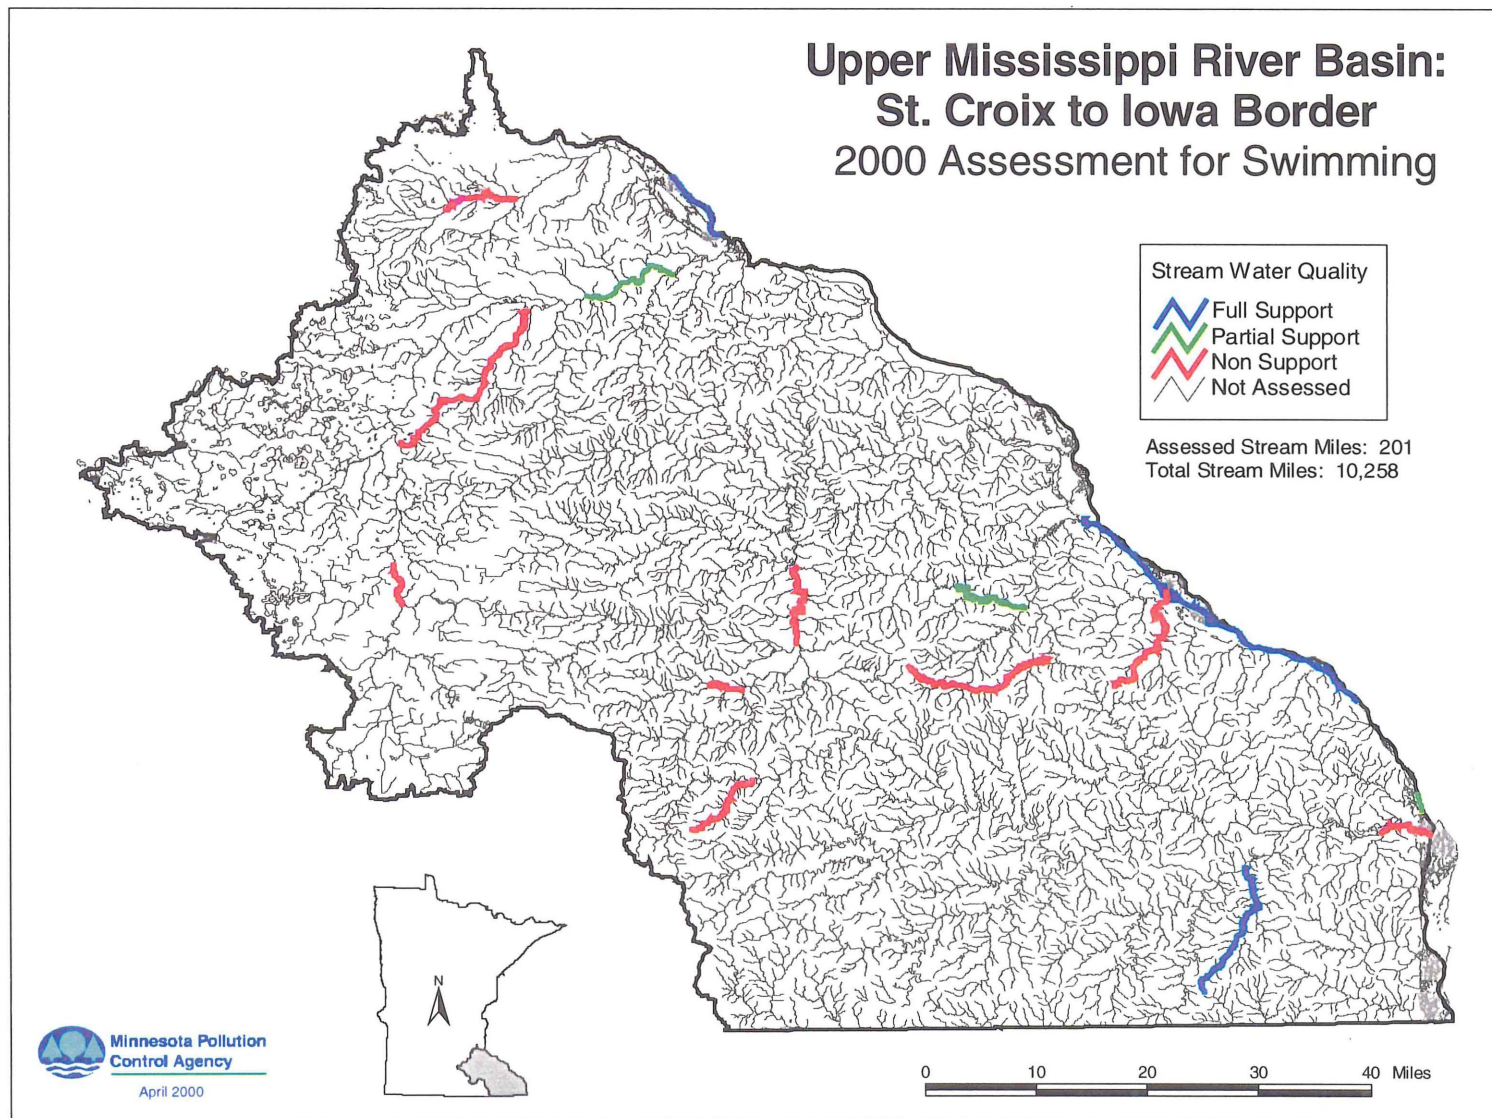 Upper Mississippi River Basin:
St. Croix to Iowa Border
2000 Assessment for Swimming
Stream Water Quality
Full Support
Partial Support
Non Support
Not Assessed
Assessed Stream Miles: 201
Total Stream Miles: 10,258
N
Minnesota Pollution
Control Agency
April 2000
0 10 20 30 40 Miles